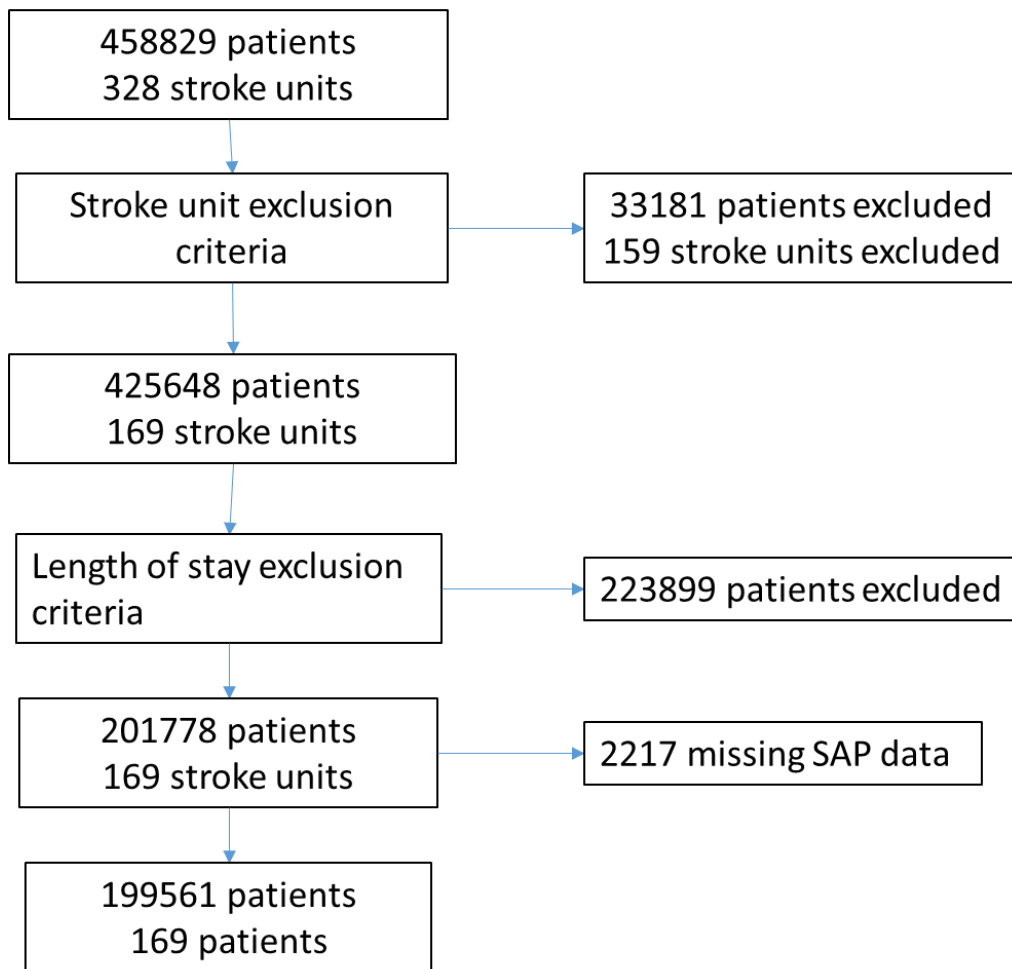 458829 patients
328 stroke units
Stroke unit exclusion
criteria
33181 patients excluded
159 stroke units excluded
425648 patients
169 stroke units
Length of stay exclusion
criteria
223899 patients excluded
201778 patients
169 stroke units
2217 missing SAP data
199561 patients
169 patients